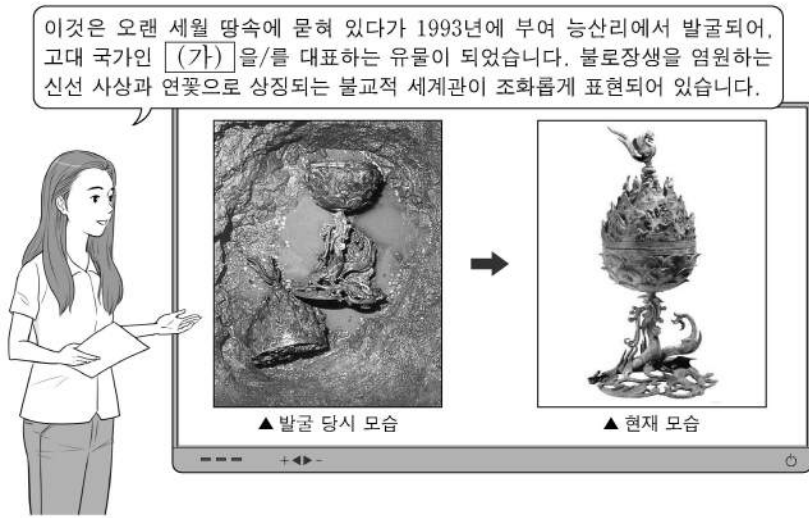 이것은 오랜 세월 땅속에 묻혀 있다가 1993년에 부여 능산리에서 발굴되어,
고대 국가인 (가) 을/를 대표하는 유물이 되었습니다. 불로장생을 염원하는
신선 사상과 연꽃으로 상징되는 불교적 세계관이 조화롭게 표현되어 있습니다.
▲ 발굴 당시 모습
▲ 현재 모습